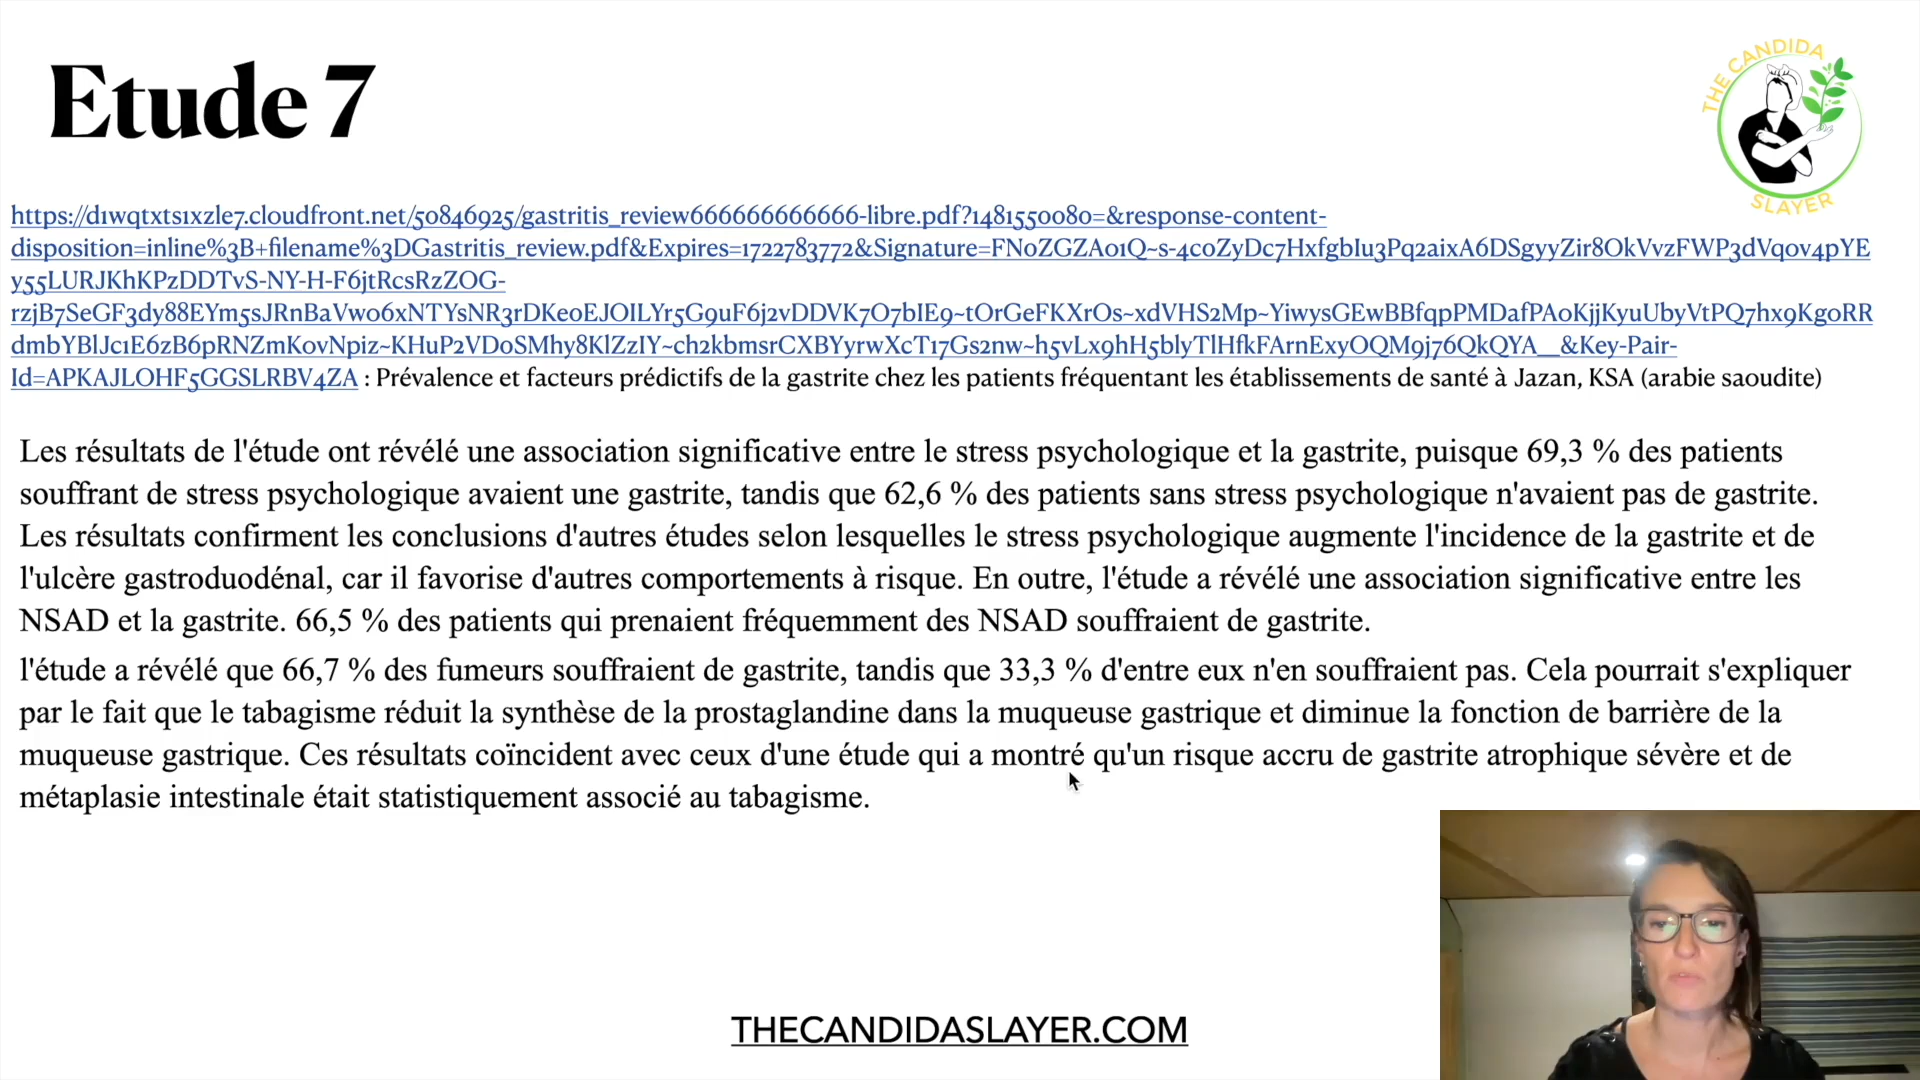 Etude 7
THE CANDIDA
SLAYER
https://d1wqtxts1xzle7.cloudfront.net/50846925/gastritis_review666666666666-libre.pdf?1481550080=&response-content-
disposition=inline%3B+filename%3DGastritis_review.pdf&Expires=1722783772&Signature=FNoZGZA01Q~s-4coZyDc7HxfgbIu3Pq2aixA6DSgyyZir8OkVvzFWP3dVqov4pYE
y55LURJKhKPzDDTvS-NY-H-F6jtRcsRzZOG-
rzjB7SeGF3dy88EYm5sJRnBaVwo6xNTYsNR3rDKeoEJOILYr5G9uF6j2vDDVK7O7bIE9~tOrGeFKXrOs~xdVHS2Mp~YiwysGEwBBfqpPMDafPAoKjjKyuUbyVtPQ7hx9KgoRR
dmbYBlJc1E6zB6pRNZmKovNpiz~KHuP2VDoSMhy8KlZzIY~ch2kbmsrCXBYyrwXcT17Gs2nw~h5vLx9hH5blyTlHfkFArnExyOQM9j76QkQYA__&Key-Pair-
Id=APKAJLOHF5GGSLRBV4ZA : Prévalence et facteurs prédictifs de la gastrite chez les patients fréquentant les établissements de santé à Jazan, KSA (arabie saoudite)
Les résultats de l'étude ont révélé une association significative entre le stress psychologique et la gastrite, puisque 69,3 % des patients
souffrant de stress psychologique avaient une gastrite, tandis que 62,6 % des patients sans stress psychologique n'avaient pas de gastrite.
Les résultats confirment les conclusions d'autres études selon lesquelles le stress psychologique augmente l'incidence de la gastrite et de
l'ulcère gastroduodénal, car il favorise d'autres comportements à risque. En outre, l'étude a révélé une association significative entre les
NSAD et la gastrite. 66,5 % des patients qui prenaient fréquemment des NSAD souffraient de gastrite.
l'étude a révélé que 66,7 % des fumeurs souffraient de gastrite, tandis que 33,3 % d'entre eux n'en souffraient pas. Cela pourrait s'expliquer
par le fait que le tabagisme réduit la synthèse de la prostaglandine dans la muqueuse gastrique et diminue la fonction de barrière de la
muqueuse gastrique. Ces résultats coïncident avec ceux d'une étude qui a montré qu'un risque accru de gastrite atrophique sévère et de
métaplasie intestinale était statistiquement associé au tabagisme.
THECANDIDASLAYER.COM